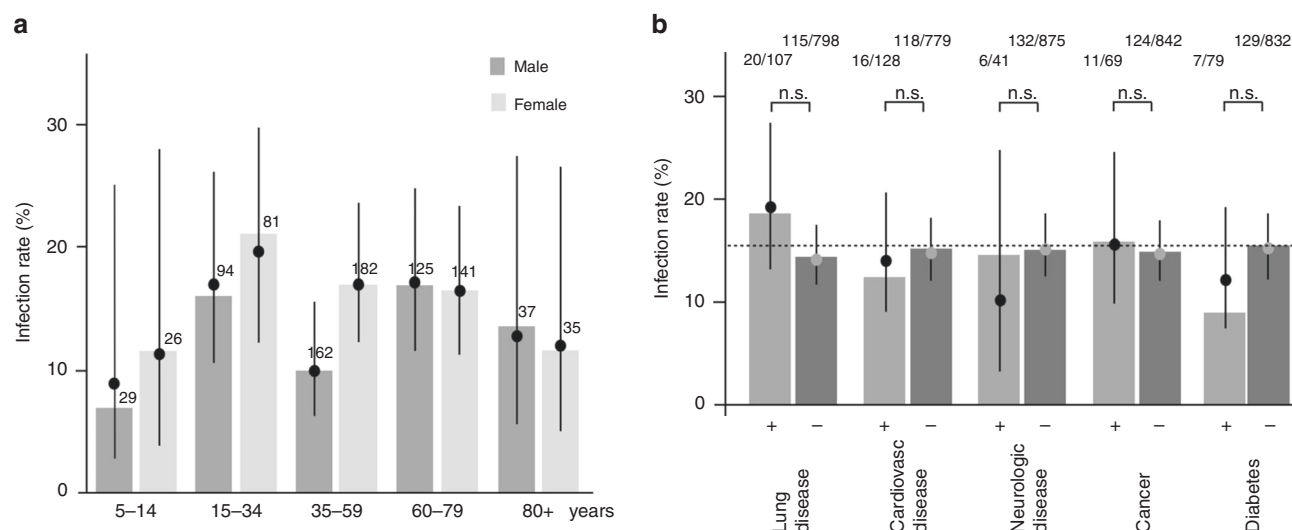 a
Infection rate (%)
30
20
10
0
Male
Female
29
26
94
81
162
182
125
141
37
35
5–14
15–34
35–59
60–79
80+
years
b
115/798
118/779
132/875
124/842
129/832
20/107
16/128
6/41
11/69
7/79
n.s.
n.s.
n.s.
n.s.
n.s.
Infection rate (%)
30
20
10
0
+ –
+ –
+ –
+ –
+ –
Lung
disease
Cardiovasc
disease
Neurologic
disease
Cancer
Diabetes